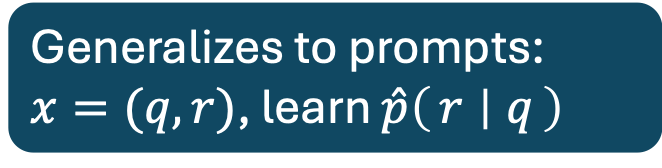 Generalizes to prompts:
𝑥 = (𝑞, 𝑟), learn 𝑝̂( 𝑟 | 𝑞 )